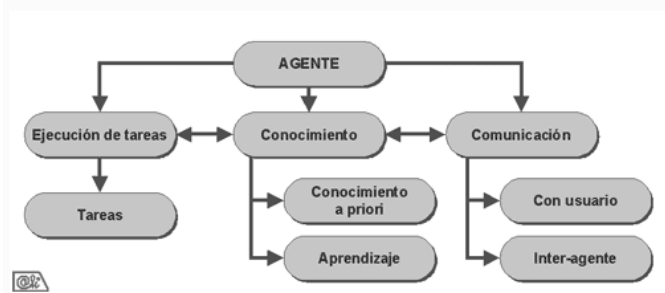 AGENTE
Ejecución de tareas
Conocimiento
Comunicación
Conocimiento
a priori
Con usuario
Tareas
Aprendizaje
Inter-agente